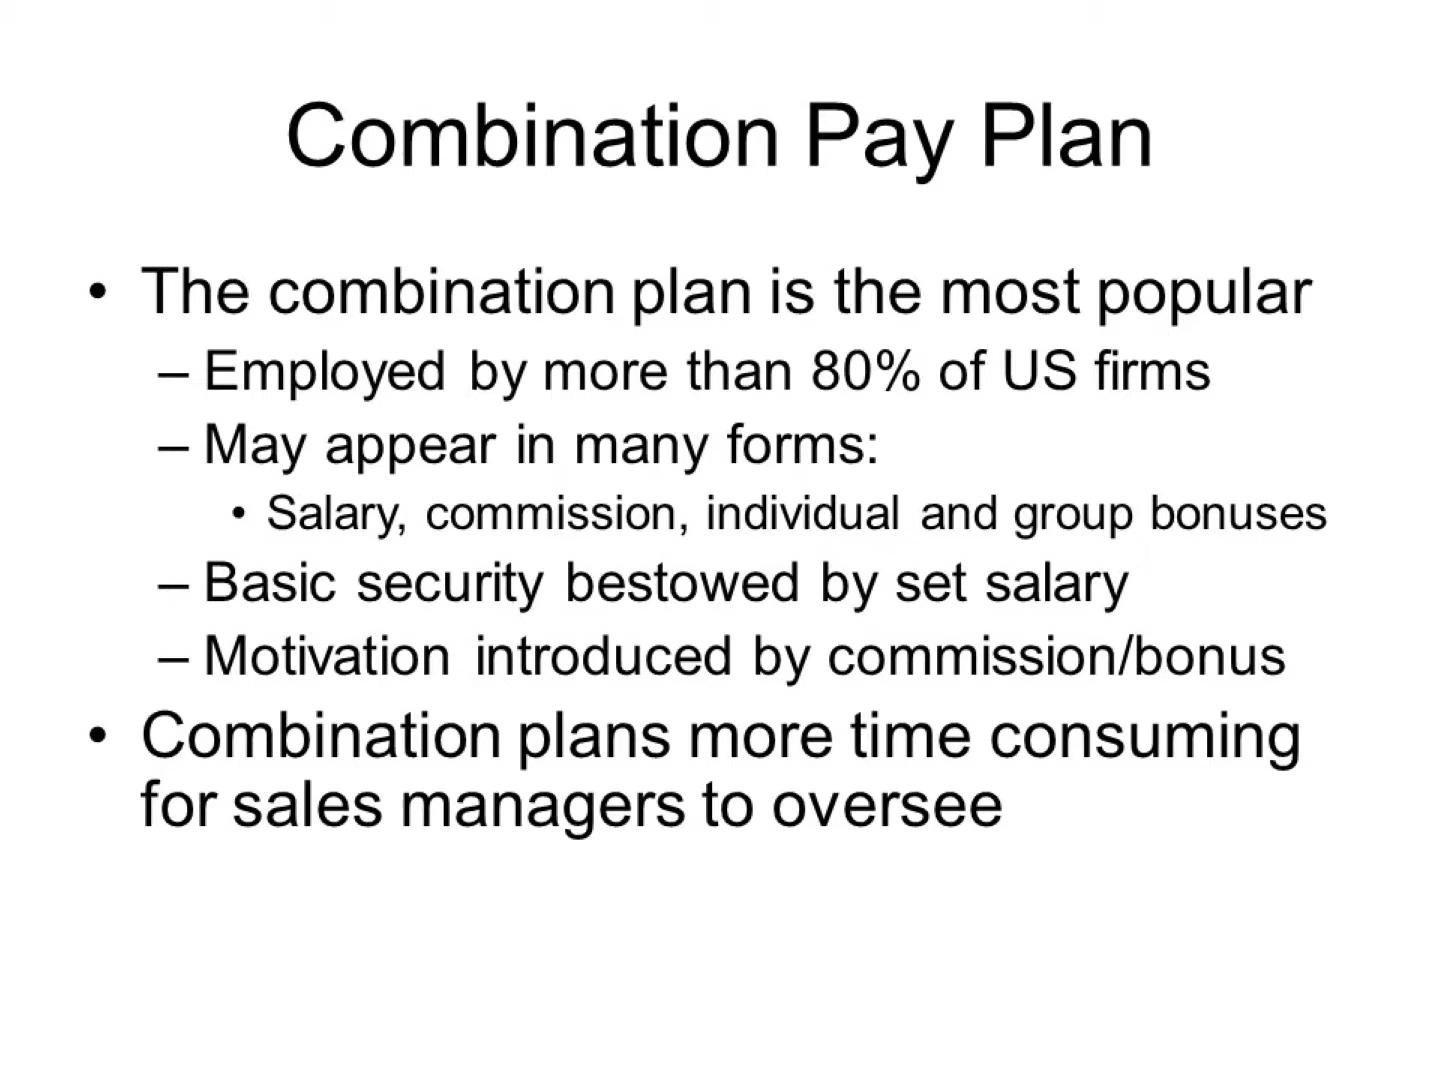 Combination Pay Plan
• The combination plan is the most popular
– Employed by more than 80% of US firms
– May appear in many forms:
• Salary, commission, individual and group bonuses
– Basic security bestowed by set salary
– Motivation introduced by commission/bonus
• Combination plans more time consuming
for sales managers to oversee